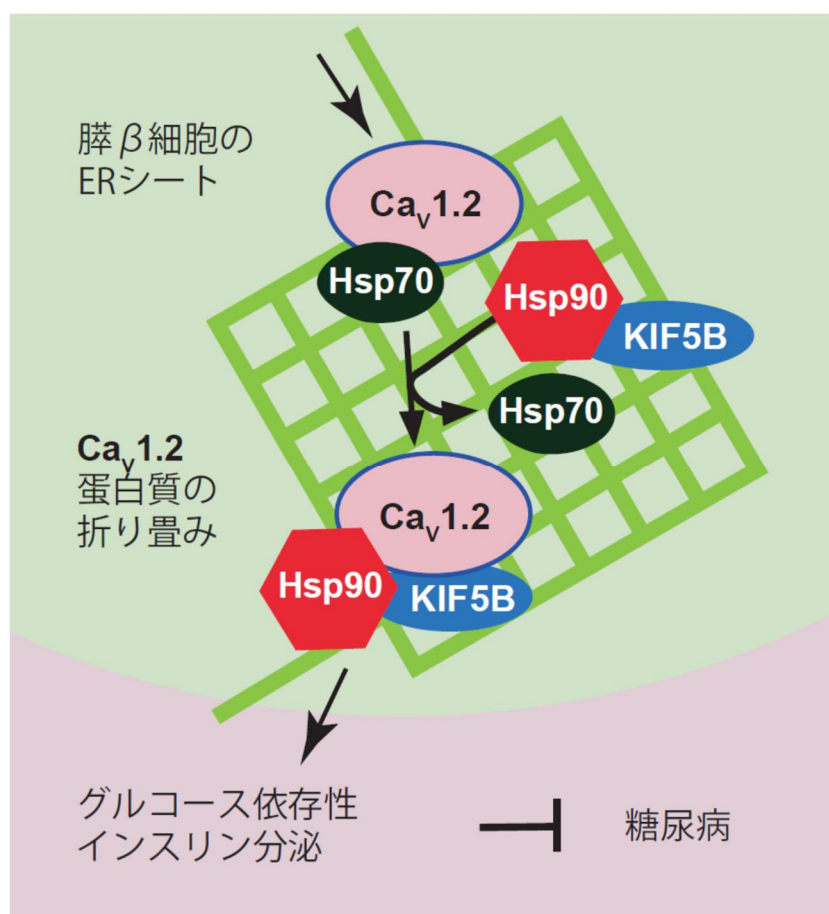 膵β細胞の
ERシート
Cav1.2
Hsp70
Hsp90
KIF5B
Hsp70
Cav1.2
蛋白質の
折り畳み
Cav1.2
Hsp90
KIF5B
グルコース依存性
インスリン分泌
糖尿病